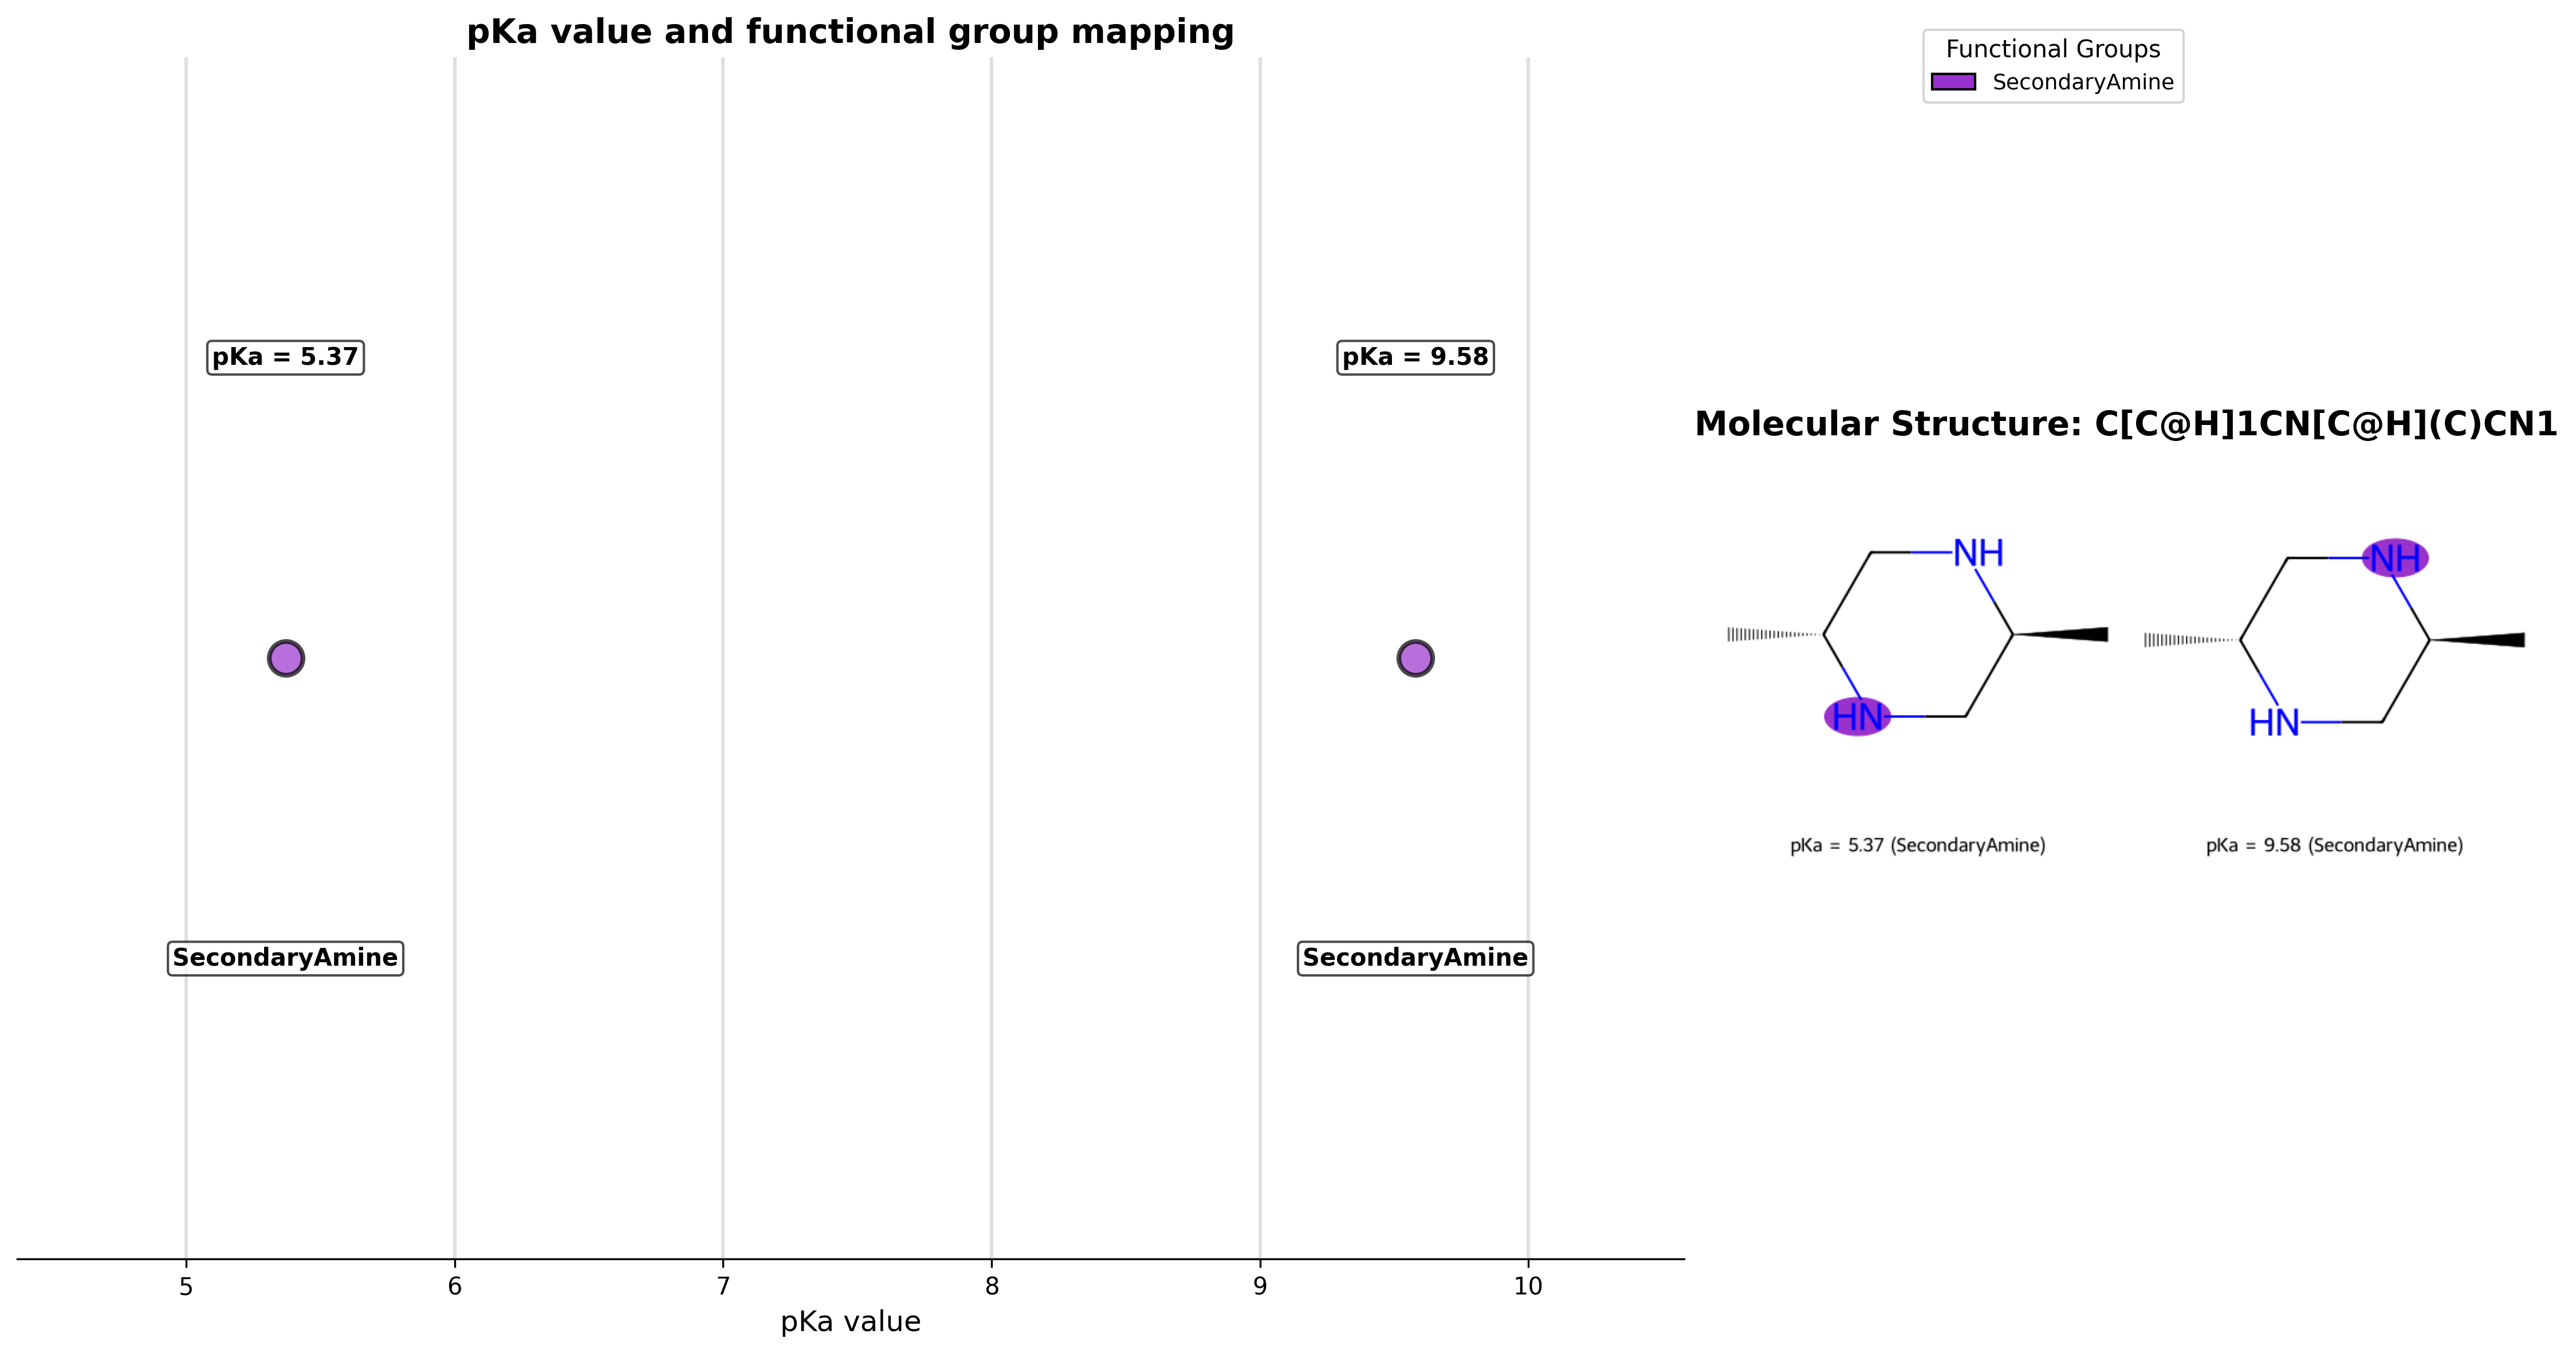 pKa value and functional group mapping
Functional Groups
SecondaryAmine
pKa = 5.37
pKa = 9.58
SecondaryAmine
SecondaryAmine
5
6
7
8
9
10
pKa value
Molecular Structure: C[C@H]1CN[C@H](C)CN1
NH
HN
NH
HN
pKa = 5.37 (SecondaryAmine)
pKa = 9.58 (SecondaryAmine)